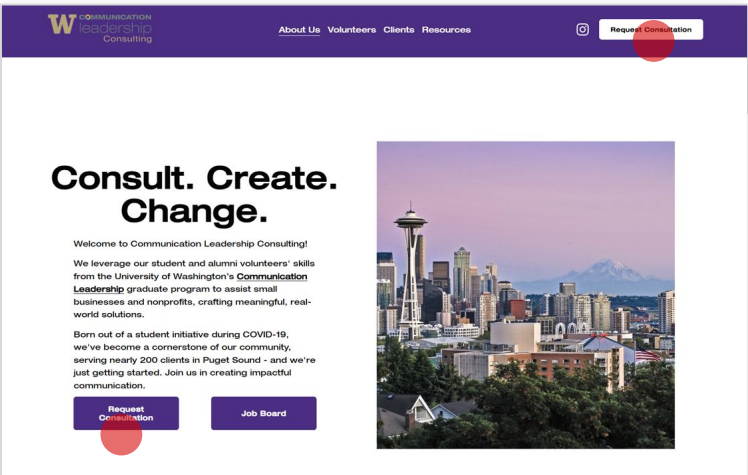 W COMMUNICATION
leadership
Consulting
About Us Volunteers Clients Resources
Request Consultation
Consult. Create.
Change.
Welcome to Communication Leadership Consulting!
We leverage our student and alumni volunteers' skills
from the University of Washington's Communication
Leadership graduate program to assist small
businesses and nonprofits, crafting meaningful, real-
world solutions.
Born out of a student initiative during COVID-19,
we've become a cornerstone of our community,
serving nearly 200 clients in Puget Sound - and we're
just getting started. Join us in creating impactful
communication.
Request
Consultation
Job Board